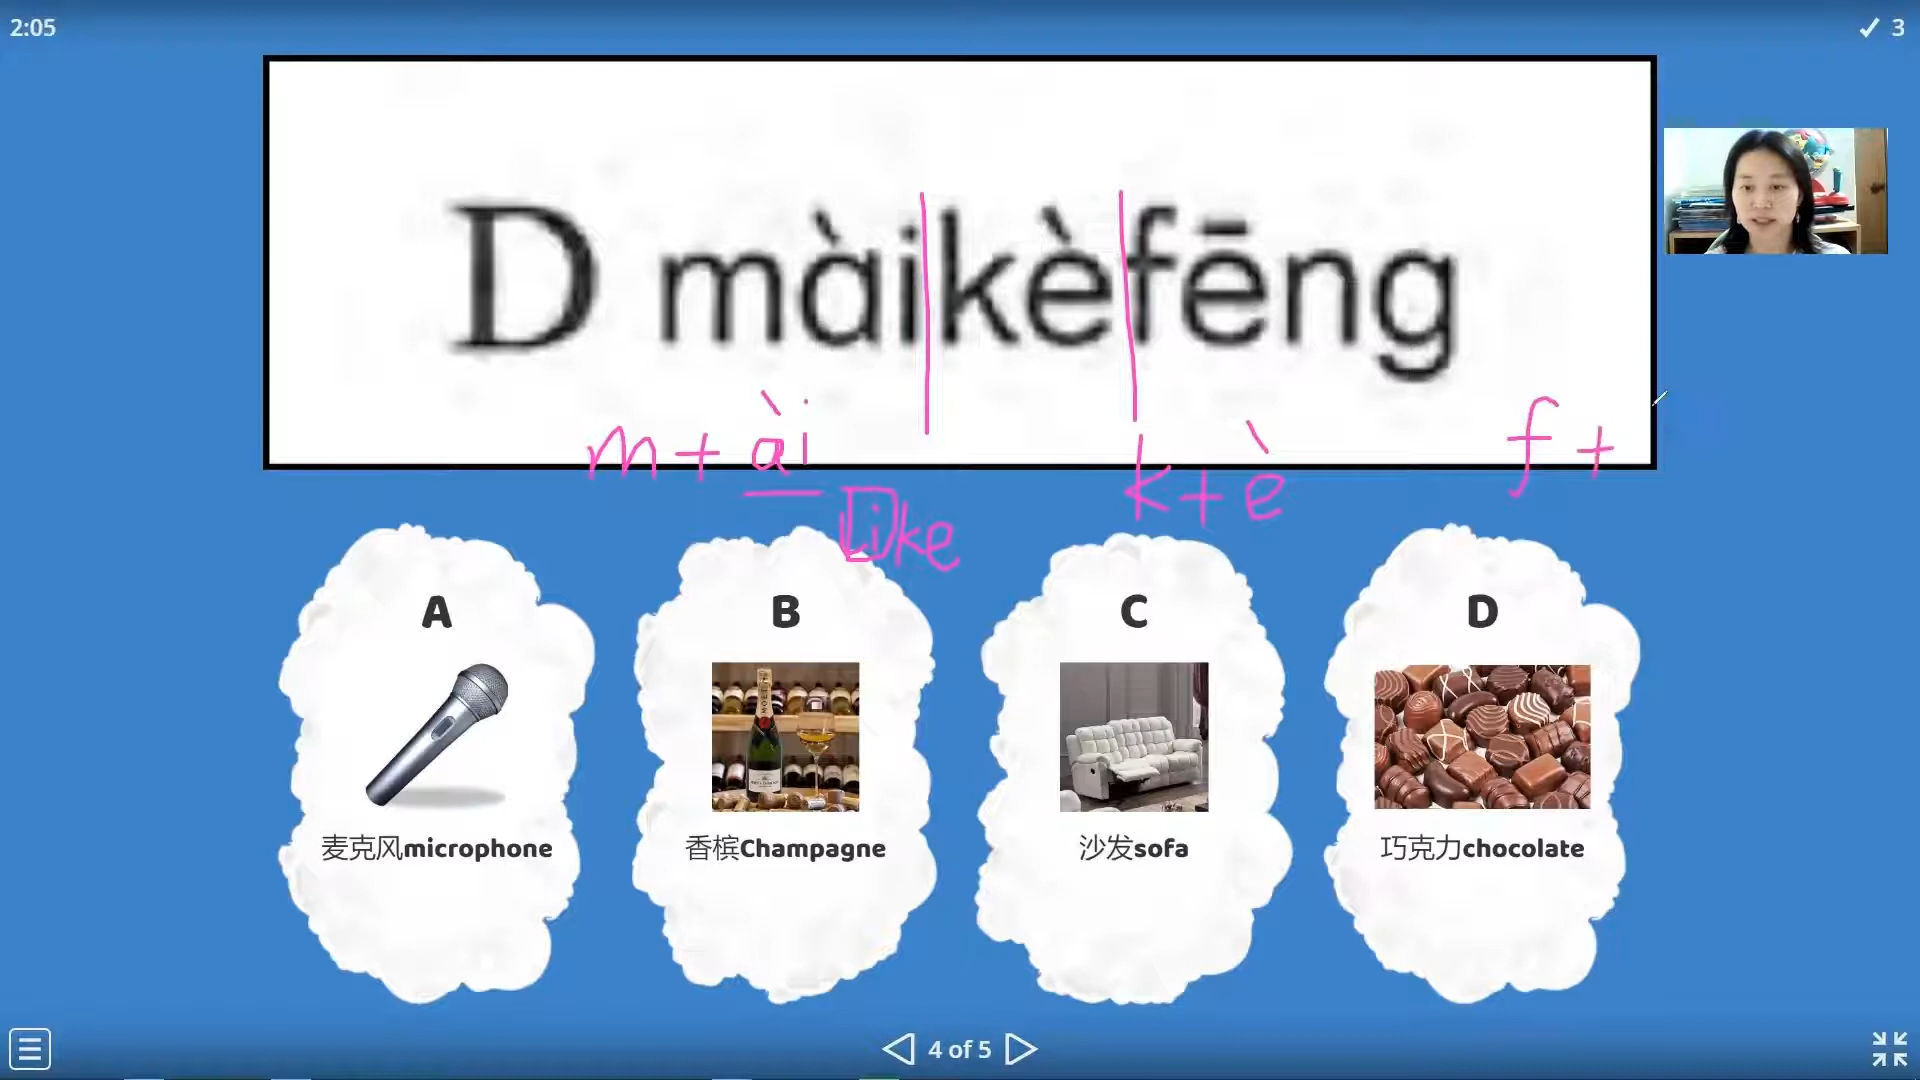 2:05
3
D màikèfēng
m + ài
k + è
f +
Like
A
B
C
D
麦克风microphone
香槟Champagne
沙发sofa
巧克力chocolate
4 of 5